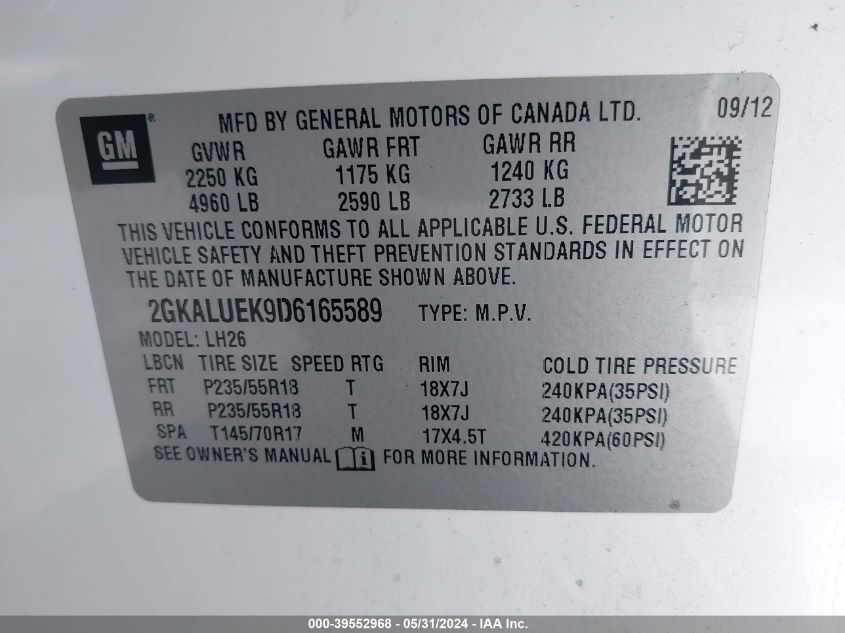 GM® MFD BY GENERAL MOTORS OF CANADA LTD. 09/12
GVWR GAWR FRT GAWR RR
2250 KG 1175 KG 1240 KG
4960 LB 2590 LB 2733 LB
THIS VEHICLE CONFORMS TO ALL APPLICABLE U.S. FEDERAL MOTOR
VEHICLE SAFETY AND THEFT PREVENTION STANDARDS IN EFFECT ON
THE DATE OF MANUFACTURE SHOWN ABOVE.
2GKALUEK9D6165589 TYPE: M.P.V.
MODEL: LH26
LBCN TIRE SIZE SPEED RTG RIM COLD TIRE PRESSURE
FRT P235/55R18 T 18X7J 240KPA(35PSI)
RR P235/55R18 T 18X7J 240KPA(35PSI)
SPA T145/70R17 M 17X4.5T 420KPA(60PSI)
SEE OWNER'S MANUAL i FOR MORE INFORMATION.
000-39552968 - 05/31/2024 - IAA Inc.